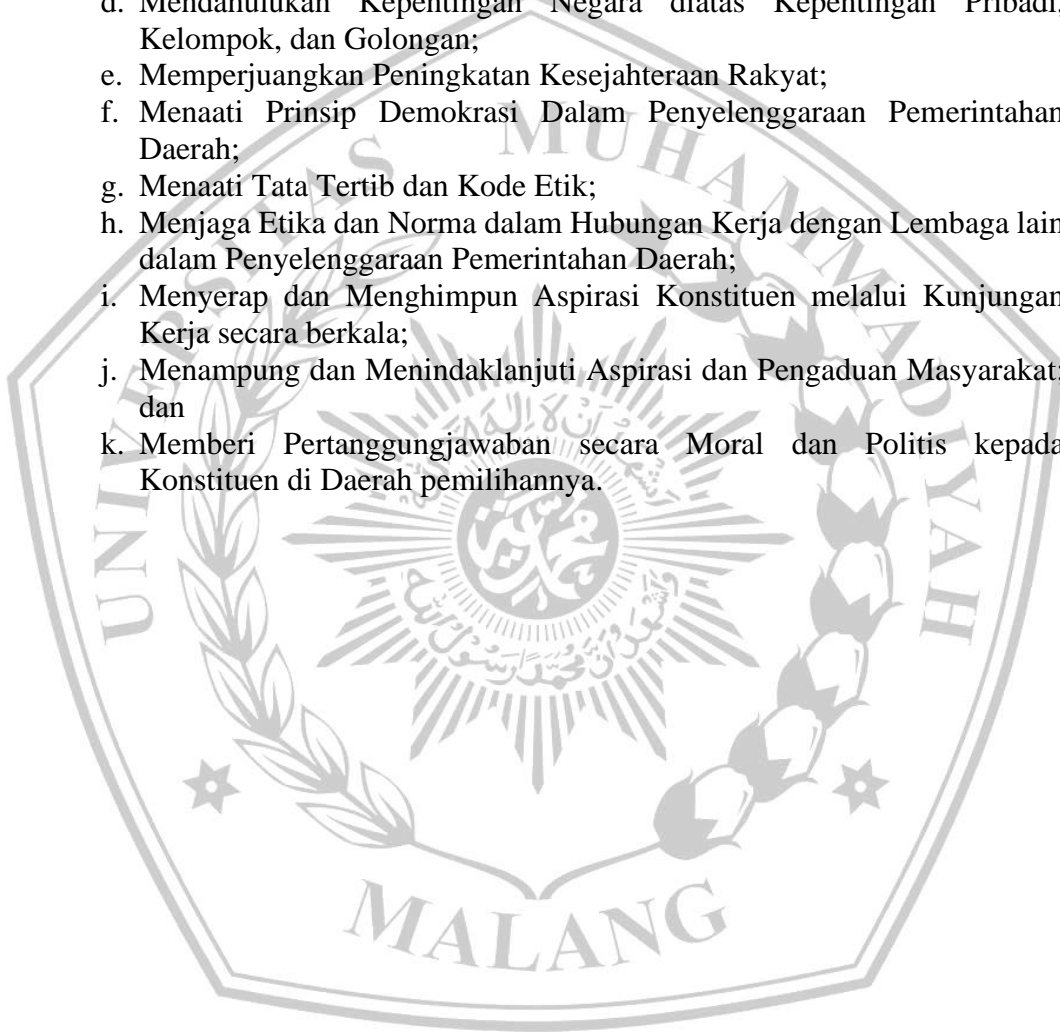 d. Mendahulukan Kepentingan Negara diatas Kepentingan Pribadi,
Kelompok, dan Golongan;
e. Memperjuangkan Peningkatan Kesejahteraan Rakyat;
f. Menaati Prinsip Demokrasi Dalam Penyelenggaraan Pemerintahan
Daerah;
g. Menaati Tata Tertib dan Kode Etik;
h. Menjaga Etika dan Norma dalam Hubungan Kerja dengan Lembaga lain
dalam Penyelenggaraan Pemerintahan Daerah;
i. Menyerap dan Menghimpun Aspirasi Konstituen melalui Kunjungan
Kerja secara berkala;
j. Menampung dan Menindaklanjuti Aspirasi dan Pengaduan Masyarakat;
dan
k. Memberi Pertanggungjawaban secara Moral dan Politis kepada
Konstituen di Daerah pemilihannya.
UNIVERSITAS MUHAMMADIYAH
MALANG